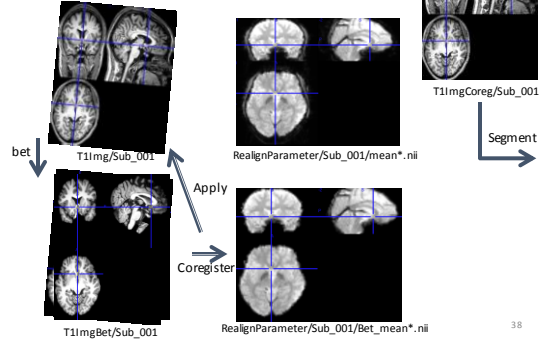 T1ImgCoreg/Sub_001
Segment
bet
T1Img/Sub_001
RealignParameter/Sub_001/mean*.nii
Apply
Coregister
T1ImgBet/Sub_001
RealignParameter/Sub_001/Bet_mean*.nii
38